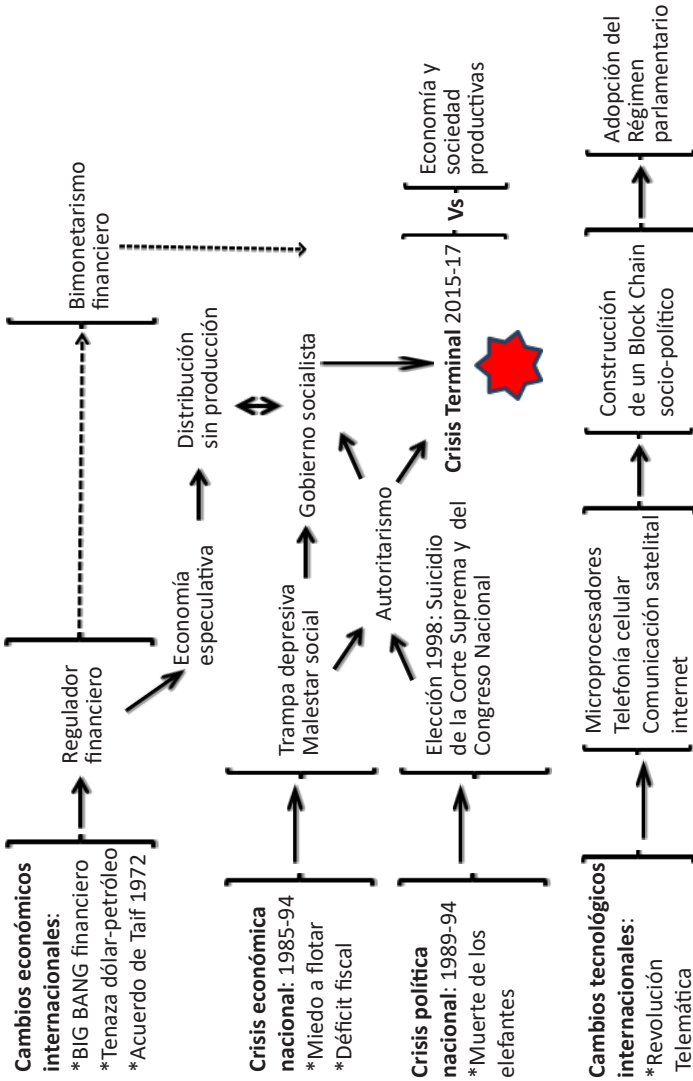 Cambios económicos
internacionales:
*BIG BANG financiero
*Tenaza dólar-petróleo
*Acuerdo de Taif 1972
Regulador
financiero
Bimonetarismo
financiero
Economía
especulativa
Distribución
sin producción
Crisis económica
nacional: 1985-94
*Miedo a flotar
*Déficit fiscal
Trampa depresiva
Malestar social
Gobierno socialista
Autoritarismo
Crisis política
nacional: 1989-94
*Muerte de los
elefantes
Elección 1998: Suicidio
de la Corte Suprema y del
Congreso Nacional
Crisis Terminal 2015-17
Vs
Economía y
sociedad
productivas
Cambios tecnológicos
internacionales:
*Revolución
Telemática
Microprocesadores
Telefonía celular
Comunicación satelital
internet
Construcción
de un Block Chain
socio-político
Adopción del
Régimen
parlamentario